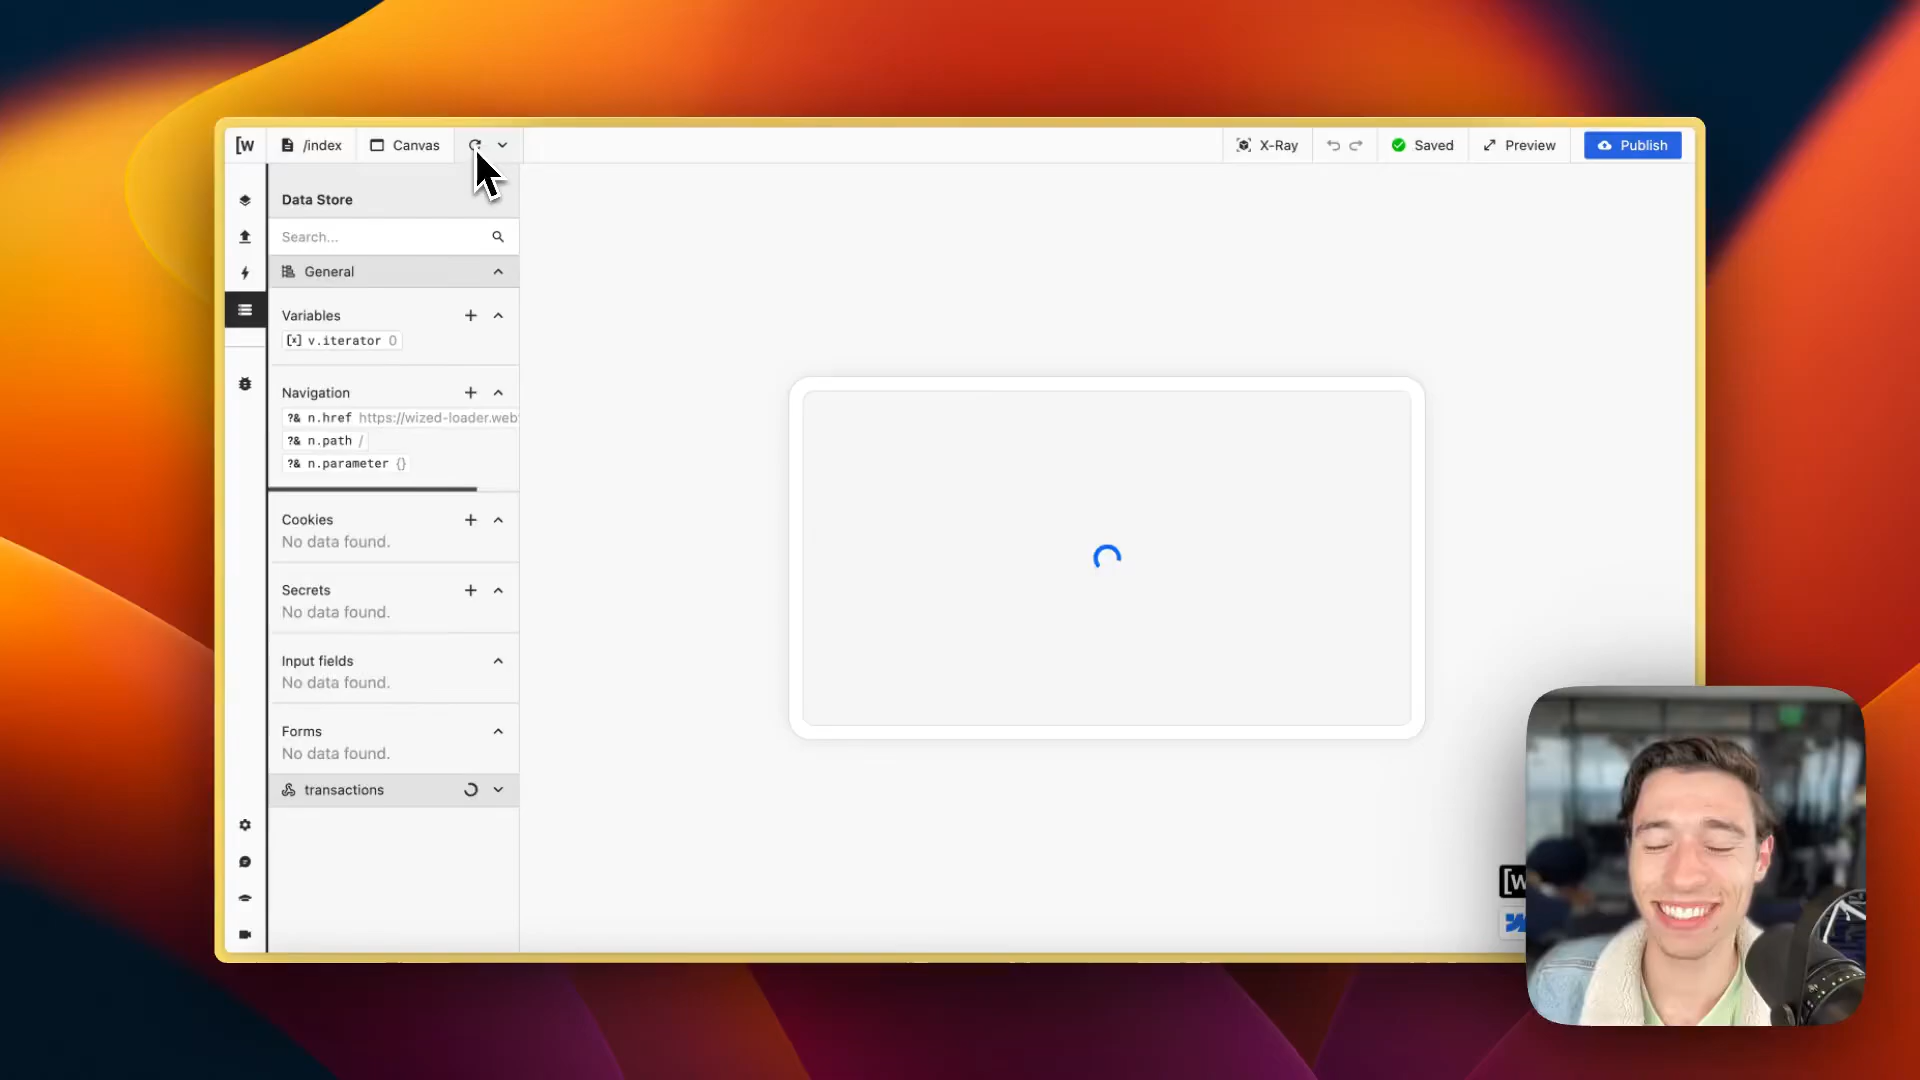 [W
/index
Canvas
X-Ray
Saved
Preview
Publish
Data Store
Search...
General
Variables
[x] v.iterator 0
Navigation
?& n.href https://wized-loader.web
?& n.path /
?& n.parameter {}
Cookies
No data found.
Secrets
No data found.
Input fields
No data found.
Forms
No data found.
transactions
[W